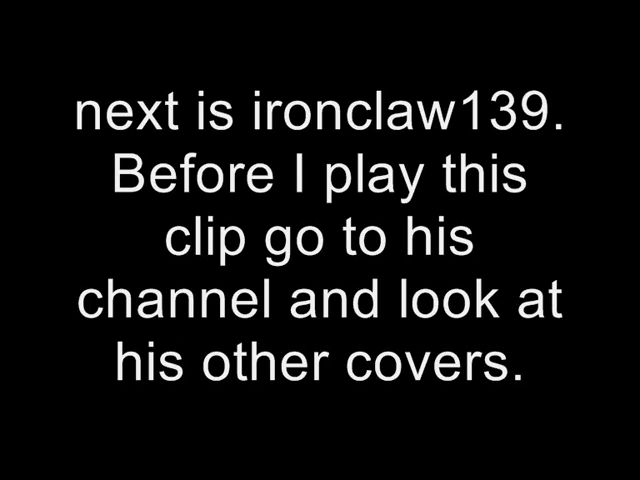 next is ironclaw139.
Before I play this
clip go to his
channel and look at
his other covers.